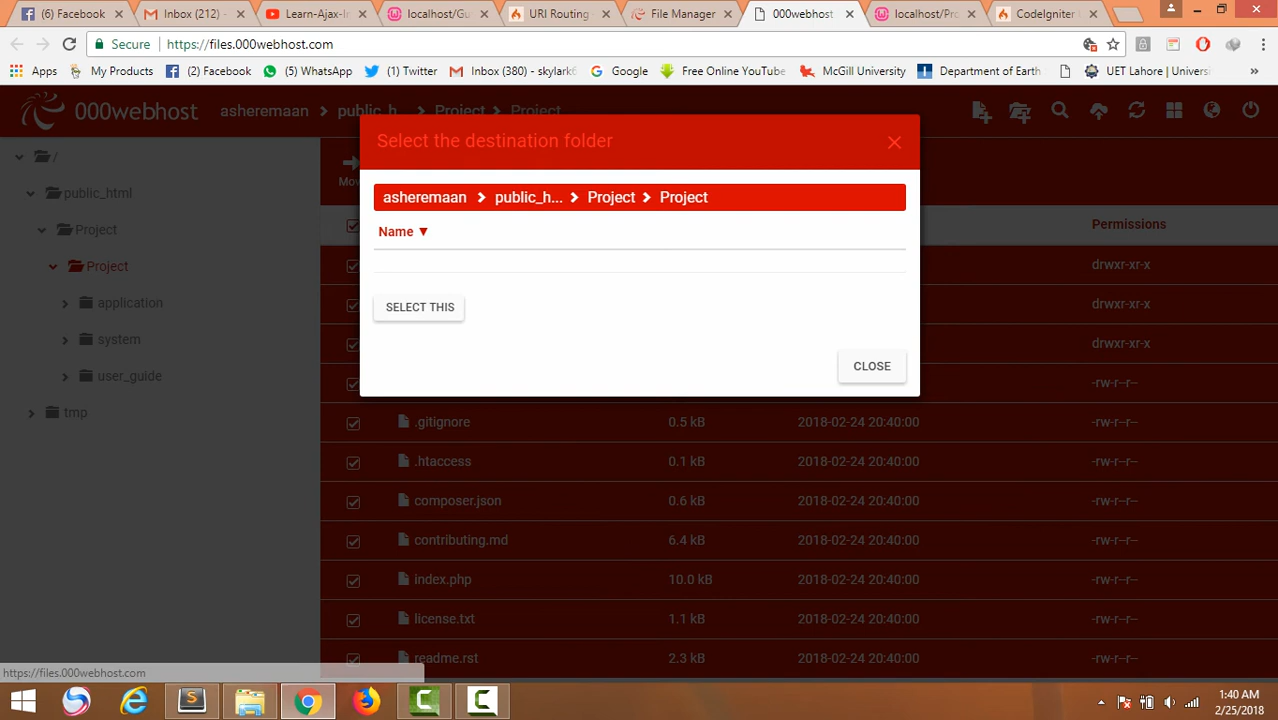 (6) Facebook
Inbox (212) -
Learn-Ajax-In
localhost/Gu
URI Routing -
File Manager
000webhost
localhost/Pro
CodeIgniter
Secure https://files.000webhost.com
Apps My Products (2) Facebook (5) WhatsApp (1) Twitter Inbox (380) - skylark6 Google Free Online YouTube McGill University Department of Earth UET Lahore | Universi »
000webhost asheremaan public_h... Project Project
Select the destination folder
asheremaan public_h... Project Project
Name ▼
SELECT THIS
CLOSE
/
public_html
Project
Project
application
system
user_guide
tmp
Mov
Permissions
drwxr-xr-x
drwxr-xr-x
drwxr-xr-x
-rw-r--r--
.gitignore 0.5 kB 2018-02-24 20:40:00 -rw-r--r--
.htaccess 0.1 kB 2018-02-24 20:40:00 -rw-r--r--
composer.json 0.6 kB 2018-02-24 20:40:00 -rw-r--r--
contributing.md 6.4 kB 2018-02-24 20:40:00 -rw-r--r--
index.php 10.0 kB 2018-02-24 20:40:00 -rw-r--r--
license.txt 1.1 kB 2018-02-24 20:40:00 -rw-r--r--
readme.rst 2.3 kB 2018-02-24 20:40:00 -rw-r--r--
https://files.000webhost.com
1:40 AM
2/25/2018